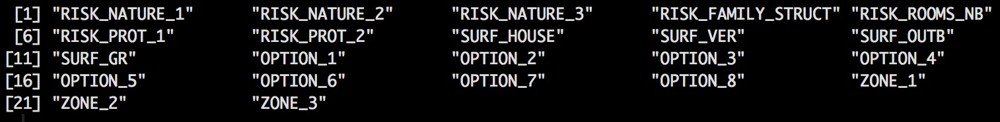 [1] "RISK_NATURE_1" "RISK_NATURE_2" "RISK_NATURE_3" "RISK_FAMILY_STRUCT" "RISK_ROOMS_NB"
[6] "RISK_PROT_1" "RISK_PROT_2" "SURF_HOUSE" "SURF_VER" "SURF_OUTB"
[11] "SURF_GR" "OPTION_1" "OPTION_2" "OPTION_3" "OPTION_4"
[16] "OPTION_5" "OPTION_6" "OPTION_7" "OPTION_8" "ZONE_1"
[21] "ZONE_2" "ZONE_3"